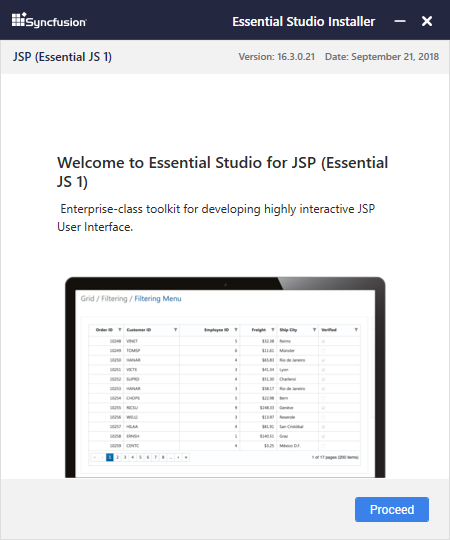 Syncfusion
Essential Studio Installer
JSP (Essential JS 1)
Version: 16.3.0.21 Date: September 21, 2018
Welcome to Essential Studio for JSP (Essential
JS 1)
Enterprise-class toolkit for developing highly interactive JSP
User Interface.
Grid / Filtering / Filtering Menu
Order ID Customer ID Employee ID Freight Ship City Verified
10248 VINET 5 $32.38 Reims
10249 TOMSP 6 $11.61 Münster
10250 HANAR 4 $65.83 Rio de Janeiro
10251 VICTE 3 $41.34 Lyon
10252 SUPRD 4 $51.30 Charleroi
10253 HANAR 3 $58.17 Rio de Janeiro
10254 CHOPS 5 $22.98 Bern
10255 RICSU 9 $148.33 Genève
10256 WELLI 3 $13.97 Resende
10257 HILAA 4 $81.91 San Cristóbal
10258 ERNSH 1 $140.51 Graz
10259 CENTC 4 $3.25 México D.F.
1 2 3 4 5 6 7 8 ... 1 of 17 pages (200 items)
Proceed